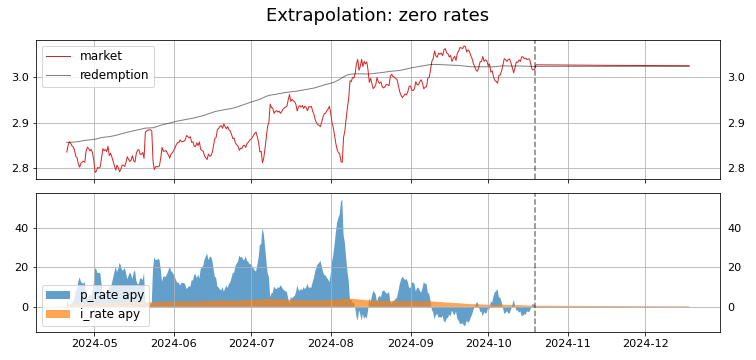 Extrapolation: zero rates
market
redemption
3.0
2.9
2.8
3.0
2.9
2.8
40
20
0
p_rate apy
i_rate apy
40
20
0
2024-05 2024-06 2024-07 2024-08 2024-09 2024-10 2024-11 2024-12